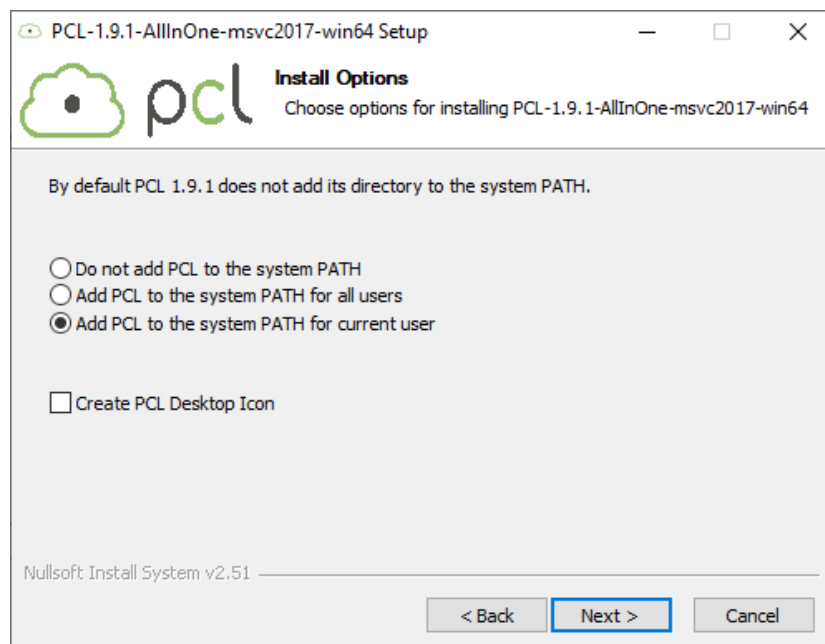 PCL-1.9.1-AllInOne-msvc2017-win64 Setup
pcl
Install Options
Choose options for installing PCL-1.9.1-AllInOne-msvc2017-win64
By default PCL 1.9.1 does not add its directory to the system PATH.
Do not add PCL to the system PATH
Add PCL to the system PATH for all users
Add PCL to the system PATH for current user
Create PCL Desktop Icon
Nullsoft Install System v2.51
< Back Next > Cancel